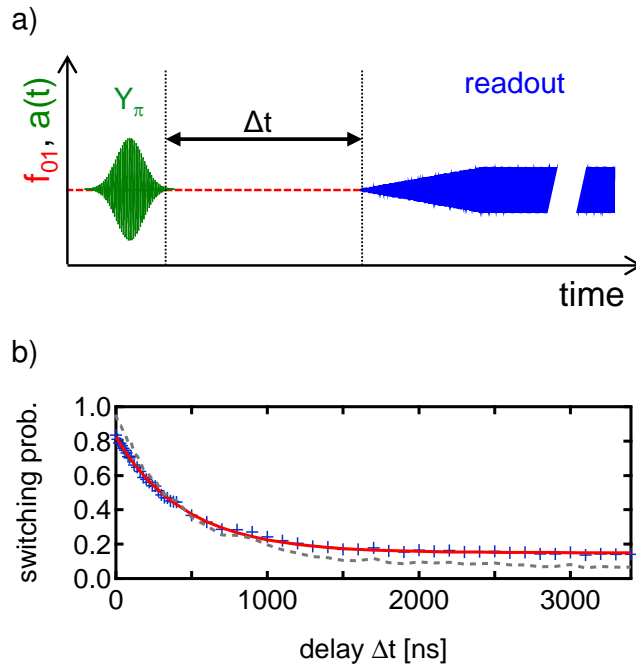 a)
Yπ
readout
Δt
f01, a(t)
time
b)
switching prob.
1.0
0.8
0.6
0.4
0.2
0.0
0
1000
2000
3000
delay Δt [ns]